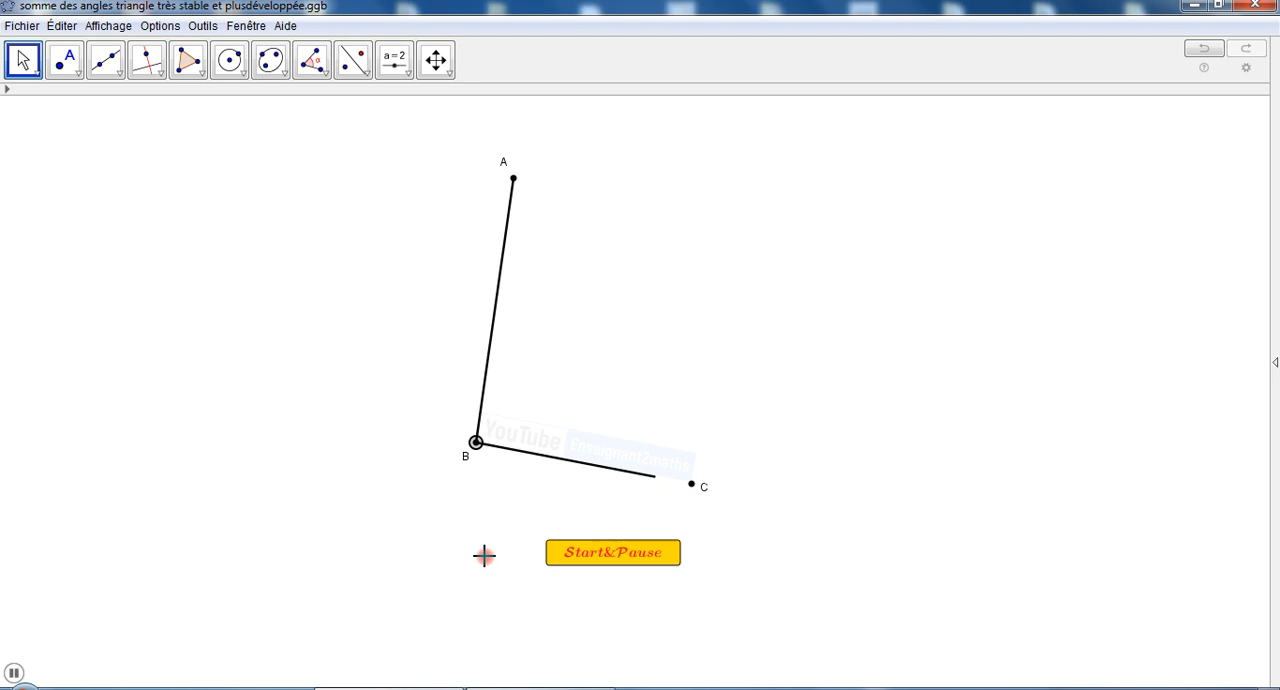 somme des angles triangle très stable et plusdéveloppée.ggb
Fichier Éditer Affichage Options Outils Fenêtre Aide
A
α
a=2
A
B
YouTube Enseignant2maths
C
Start&Pause